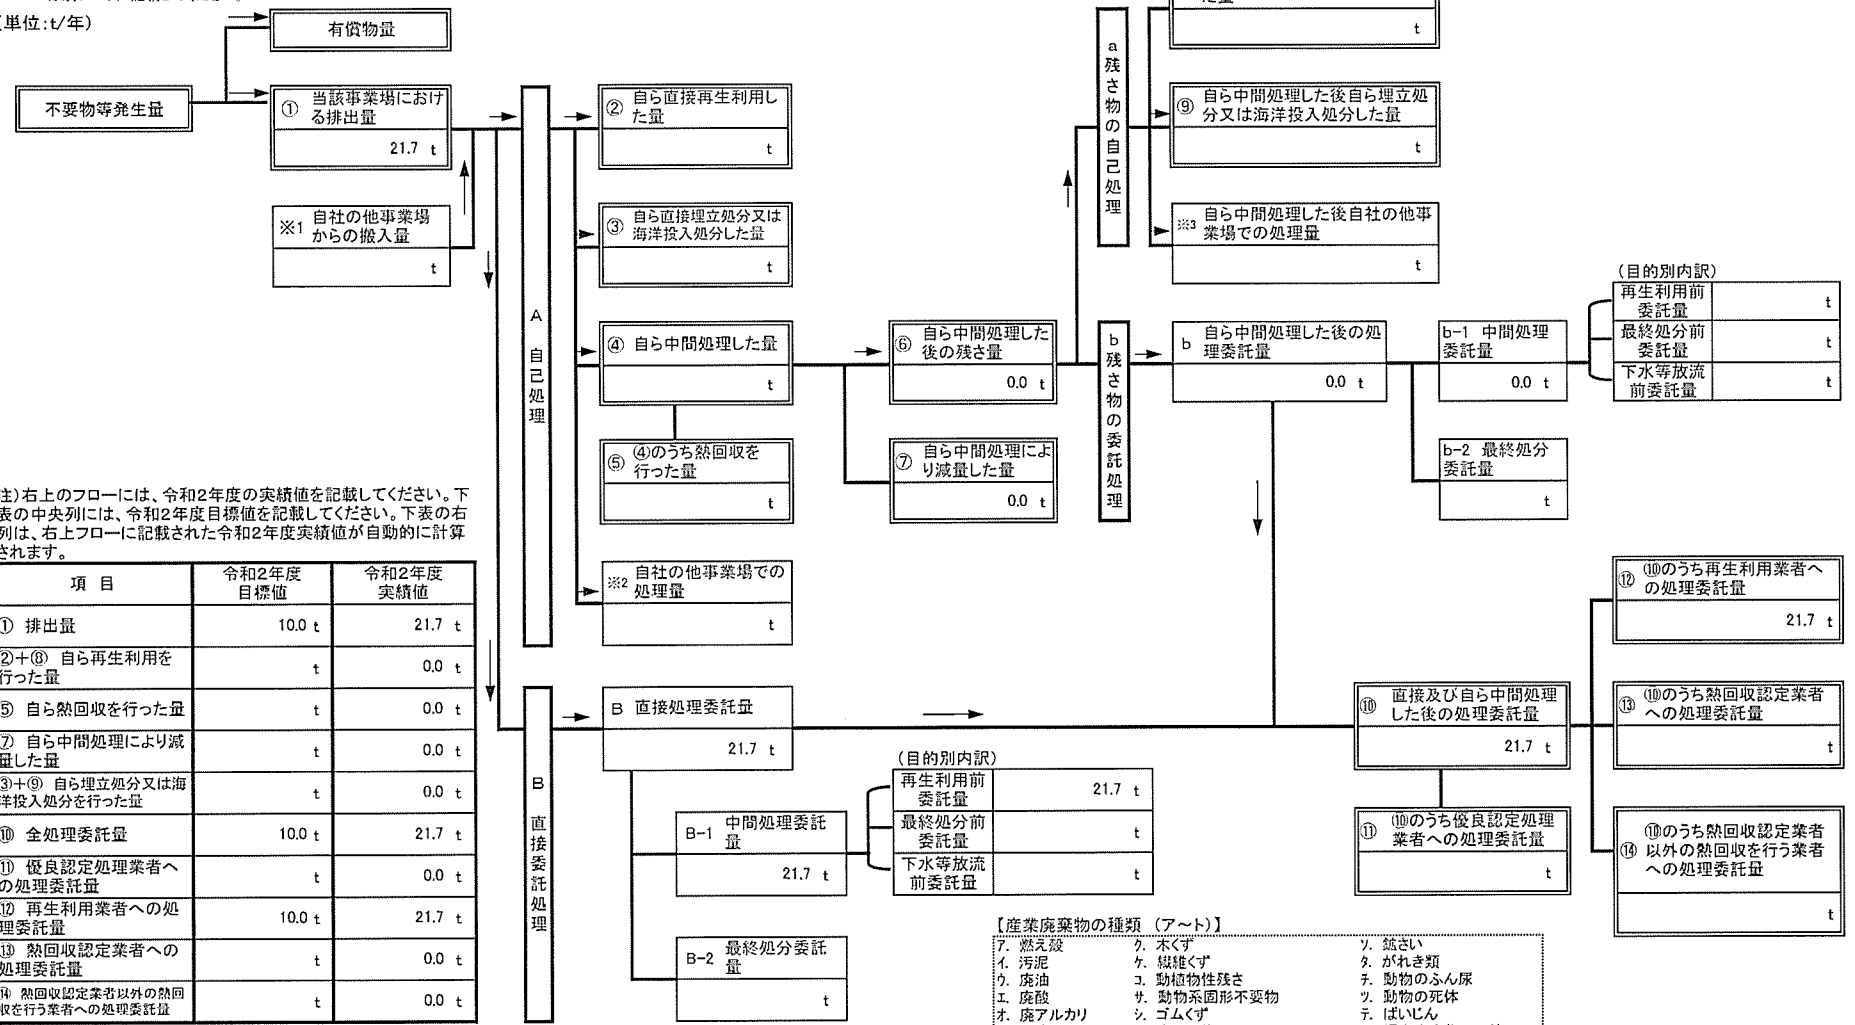 (単位:t/年)
有償物量
不要物等発生量
① 当該事業場におけ
る排出量
21.7 t
※1 自社の他事業場
からの搬入量
t
A 自己処理
② 自ら直接再生利用し
た量
t
③ 自ら直接埋立処分又は
海洋投入処分した量
t
④ 自ら中間処理した量
t
⑤ ④のうち熱回収を
行った量
t
※2 自社の他事業場での
処理量
t
⑥ 自ら中間処理した
後の残さ量
0.0 t
⑦ 自ら中間処理によ
り減量した量
0.0 t
a 残さ物の自己処理
た量
t
⑨ 自ら中間処理した後自ら埋立処
分又は海洋投入処分した量
t
※3 自ら中間処理した後自社の他事
業場での処理量
t
b 残さ物の委託処理
b 自ら中間処理した後の処
理委託量
0.0 t
b-1 中間処理
委託量
0.0 t
b-2 最終処分
委託量
t
(目的別内訳)
再生利用前
委託量 t
最終処分前
委託量 t
下水等放流
前委託量 t
注)右上のフローには、令和2年度の実績値を記載してください。下
表の中央列には、令和2年度目標値を記載してください。下表の右
列は、右上フローに記載された令和2年度実績値が自動的に計算
されます。
項 目 令和2年度
目標値 令和2年度
実績値
① 排出量 10.0 t 21.7 t
②+⑧ 自ら再生利用を
行った量 t 0.0 t
⑤ 自ら熱回収を行った量 t 0.0 t
⑦ 自ら中間処理により減
量した量 t 0.0 t
③+⑨ 自ら埋立処分又は海
洋投入処分を行った量 t 0.0 t
⑩ 全処理委託量 10.0 t 21.7 t
⑪ 優良認定処理業者へ
の処理委託量 t 0.0 t
⑫ 再生利用業者への処
理委託量 10.0 t 21.7 t
⑬ 熱回収認定業者への
処理委託量 t 0.0 t
⑭ 熱回収認定業者以外の熱回
収を行う業者への処理委託量 t 0.0 t
B 直接委託処理
B 直接処理委託量
21.7 t
B-1 中間処理委託
量
21.7 t
B-2 最終処分委託
量
t
(目的別内訳)
再生利用前
委託量 21.7 t
最終処分前
委託量 t
下水等放流
前委託量 t
⑩ 直接及び自ら中間処理
した後の処理委託量
21.7 t
⑪ ⑩のうち優良認定処理
業者への処理委託量
t
⑫ ⑩のうち再生利用業者へ
の処理委託量
21.7 t
⑬ ⑩のうち熱回収認定業者
への処理委託量
t
⑭ ⑩のうち熱回収認定業者
以外の熱回収を行う業者
への処理委託量
t
【産業廃棄物の種類 (ア～ト)】
ア. 燃え殻 ク. 木くず ソ. 鉱さい
イ. 汚泥 ケ. 繊維くず タ. がれき類
ウ. 廃油 コ. 動植物性残さ チ. 動物のふん尿
エ. 廃酸 サ. 動物系固形不要物 ツ. 動物の死体
オ. 廃アルカリ シ. ゴムくず テ. ばいじん